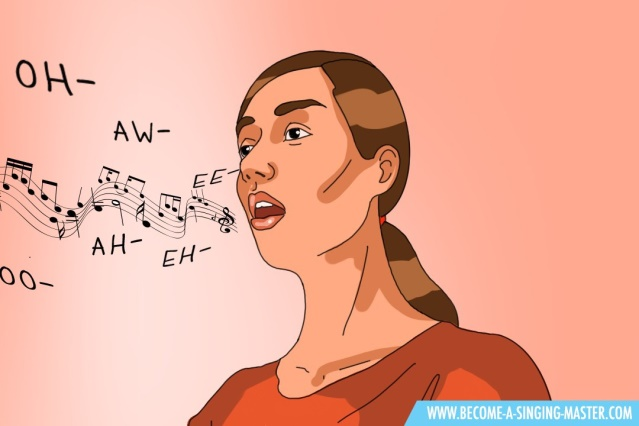 OH-
AW-
EE-
AH-
EH-
OO-
WWW.BECOME-A-SINGING-MASTER.COM